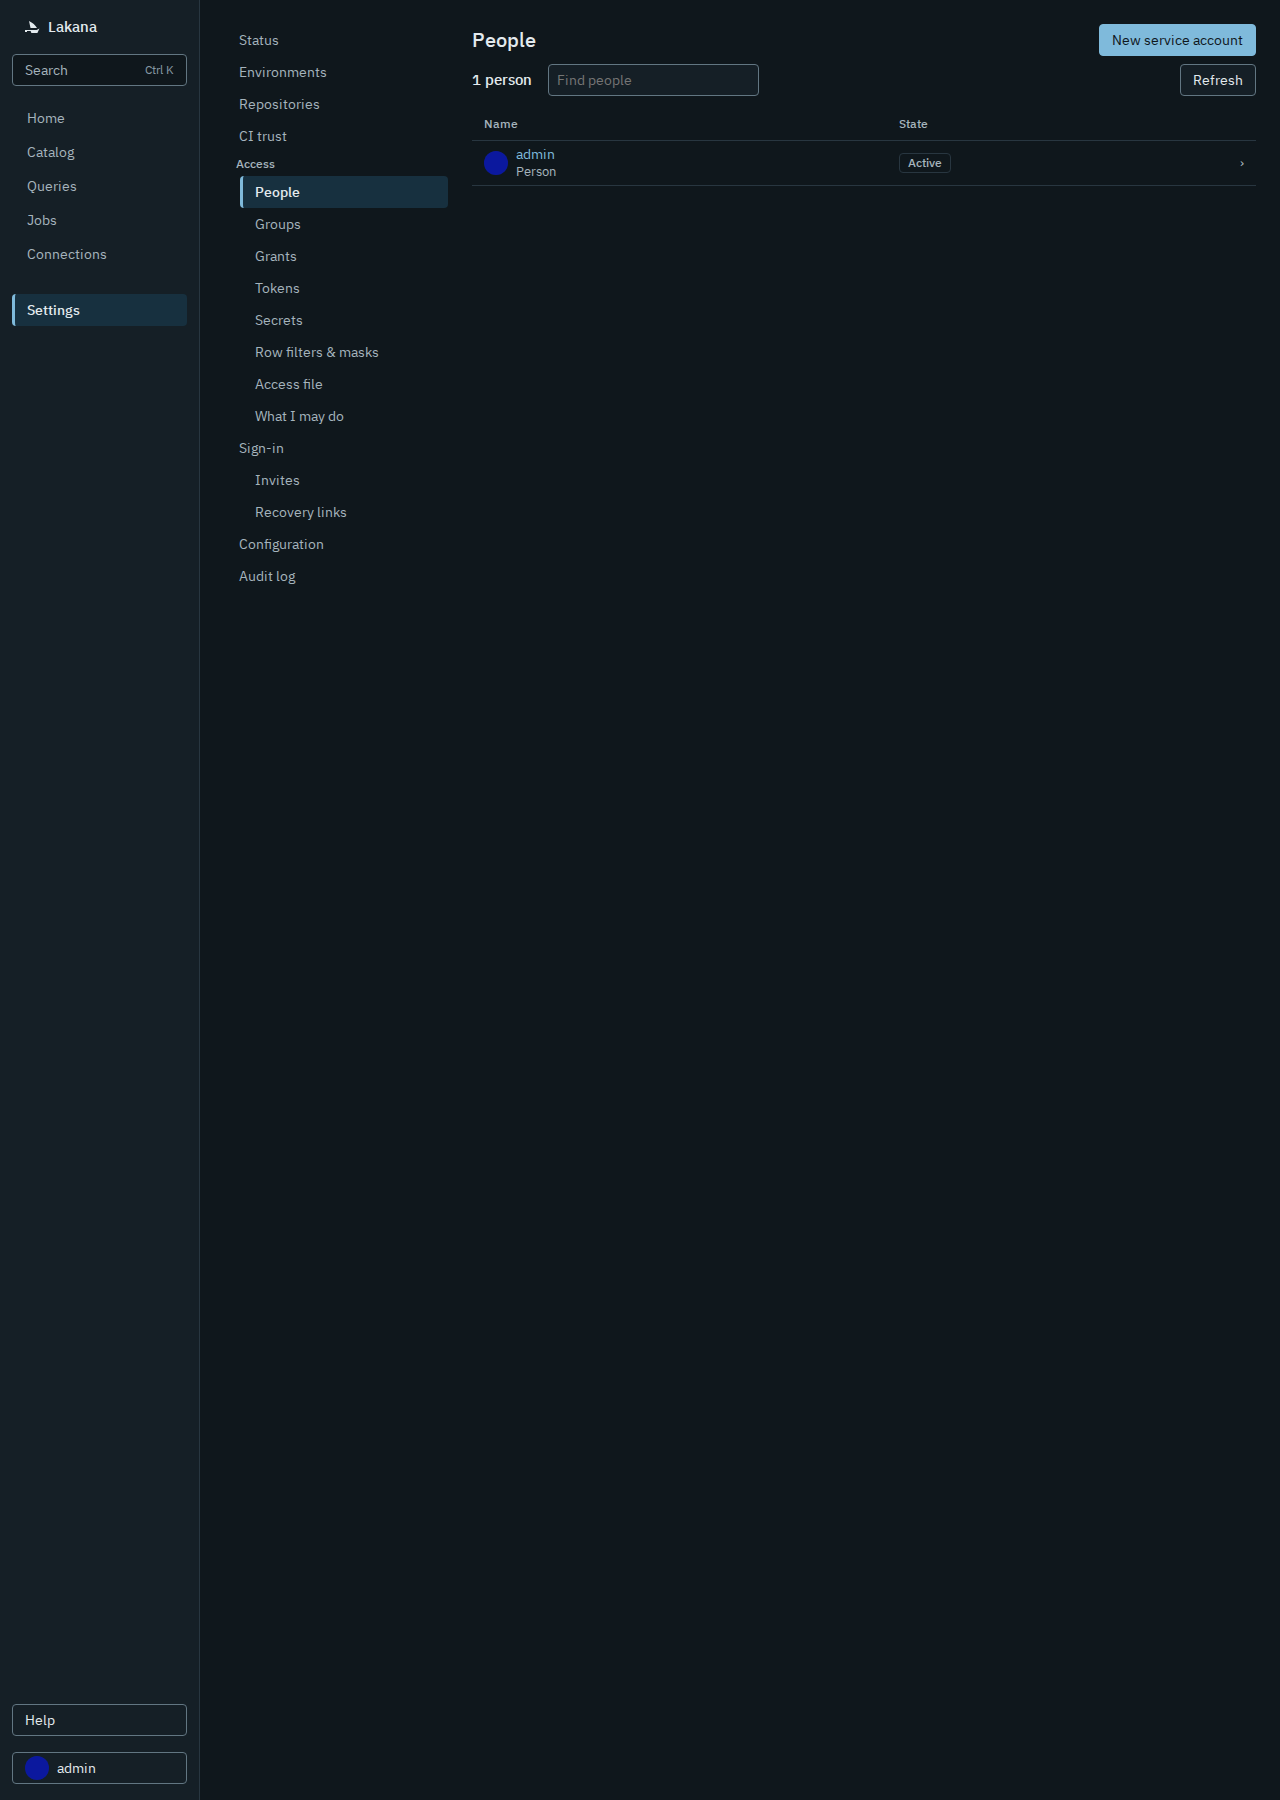 Lakana
Search Ctrl K
Home
Catalog
Queries
Jobs
Connections
Settings
Help
admin
Status
Environments
Repositories
CI trust
Access
People
Groups
Grants
Tokens
Secrets
Row filters & masks
Access file
What I may do
Sign-in
Invites
Recovery links
Configuration
Audit log
People
New service account
1 person
Find people
Refresh
Name State
admin
Person
Active